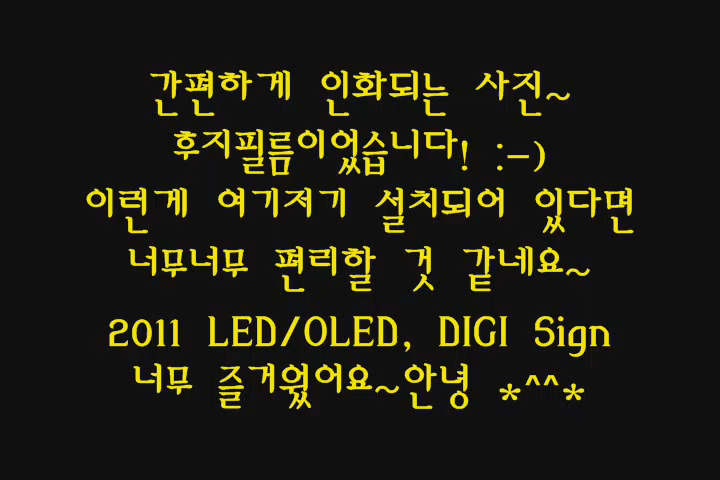 간편하게 인화되는 사진~
후지필름이었습니다! :-)
이런게 여기저기 설치되어 있다면
너무너무 편리할 것 같네요~
2011 LED/OLED, DIGI Sign
너무 즐거웠어요~안녕 *^^*